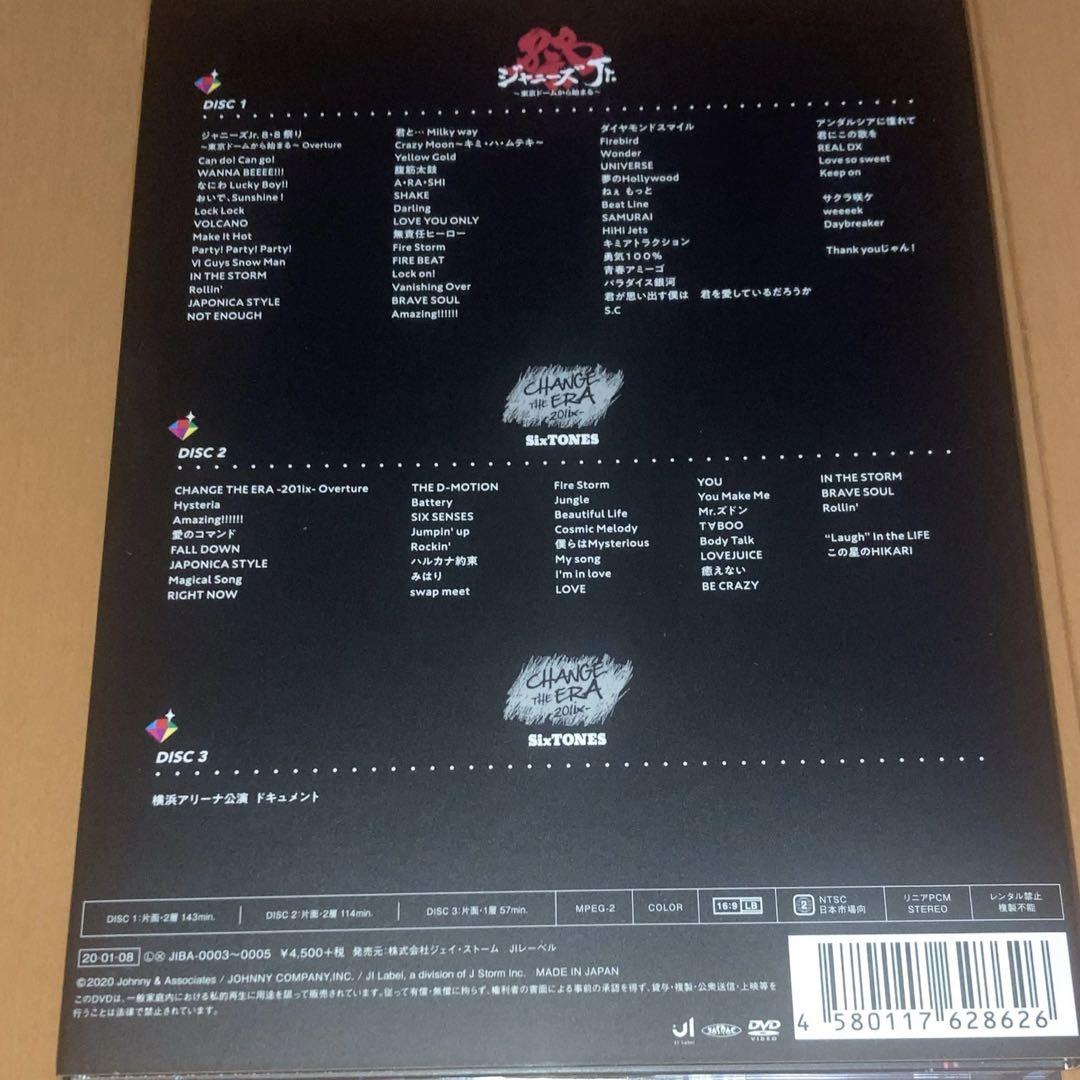 8・8
ジャニーズJr.
～東京ドームから始まる～
DISC 1
ジャニーズJr. 8・8 祭り
～東京ドームから始まる～ Overture
Can do! Can go!
WANNA BEEEE!!!
なにわ Lucky Boy!!
おいで、Sunshine!
Lock Lock
VOLCANO
Make It Hot
Party! Party! Party!
VI Guys Snow Man
IN THE STORM
Rollin'
JAPONICA STYLE
NOT ENOUGH
君と… Milky way
Crazy Moon～キミ・ハ・ムテキ～
Yellow Gold
腹筋太鼓
A・RA・SHI
SHAKE
Darling
LOVE YOU ONLY
無責任ヒーロー
Fire Storm
FIRE BEAT
Lock on!
Vanishing Over
BRAVE SOUL
Amazing!!!!!!
ダイヤモンドスマイル
Firebird
Wonder
UNIVERSE
夢のHollywood
ねぇ もっと
Beat Line
SAMURAI
HiHi Jets
キミアトラクション
勇気100%
青春アミーゴ
パラダイス銀河
君が思い出す僕は 君を愛しているだろうか
S.C
アンダルシアに憧れて
君にこの歌を
REAL DX
Love so sweet
Keep on
サクラ咲ケ
weeeek
Daybreaker
Thank youじゃん!
CHANGE
THE ERA
-201ix-
SixTONES
DISC 2
CHANGE THE ERA -201ix- Overture
Hysteria
Amazing!!!!!!
愛のコマンド
FALL DOWN
JAPONICA STYLE
Magical Song
RIGHT NOW
THE D-MOTION
Battery
SIX SENSES
Jumpin' up
Rockin'
ハルカナ約束
みはり
swap meet
Fire Storm
Jungle
Beautiful Life
Cosmic Melody
僕らはMysterious
My song
I'm in love
LOVE
YOU
You Make Me
Mr.ズドン
T∀BOO
Body Talk
LOVEJUICE
癒えない
BE CRAZY
IN THE STORM
BRAVE SOUL
Rollin'
“Laugh” In the LIFE
この星のHIKARI
CHANGE
THE ERA
-201ix-
SixTONES
DISC 3
横浜アリーナ公演 ドキュメント
DISC 1:片面・2層 143min.
DISC 2:片面・2層 114min.
DISC 3:片面・1層 57min.
MPEG-2
COLOR
16:9 LB
2
NTSC
日本市場向
リニアPCM
STEREO
レンタル禁止
複製不能
20・01・08 Ⓛ JIBA-0003～0005 ¥4,500+税 発売元:株式会社ジェイ・ストーム JIレーベル
©2020 Johnny & Associates / JOHNNY COMPANY,INC. / JI Label, a division of J Storm Inc. MADE IN JAPAN
このDVDは、一般家庭内における私的再生に用途を限って販売されています。従って有償・無償に拘らず、権利者の書面による事前の承諾を得ず、貸与・複製・公衆送信・上映等を
行うことは法律で禁止されています。
JI
JI Label
JASRAC
DVD
VIDEO
4 580117 628626